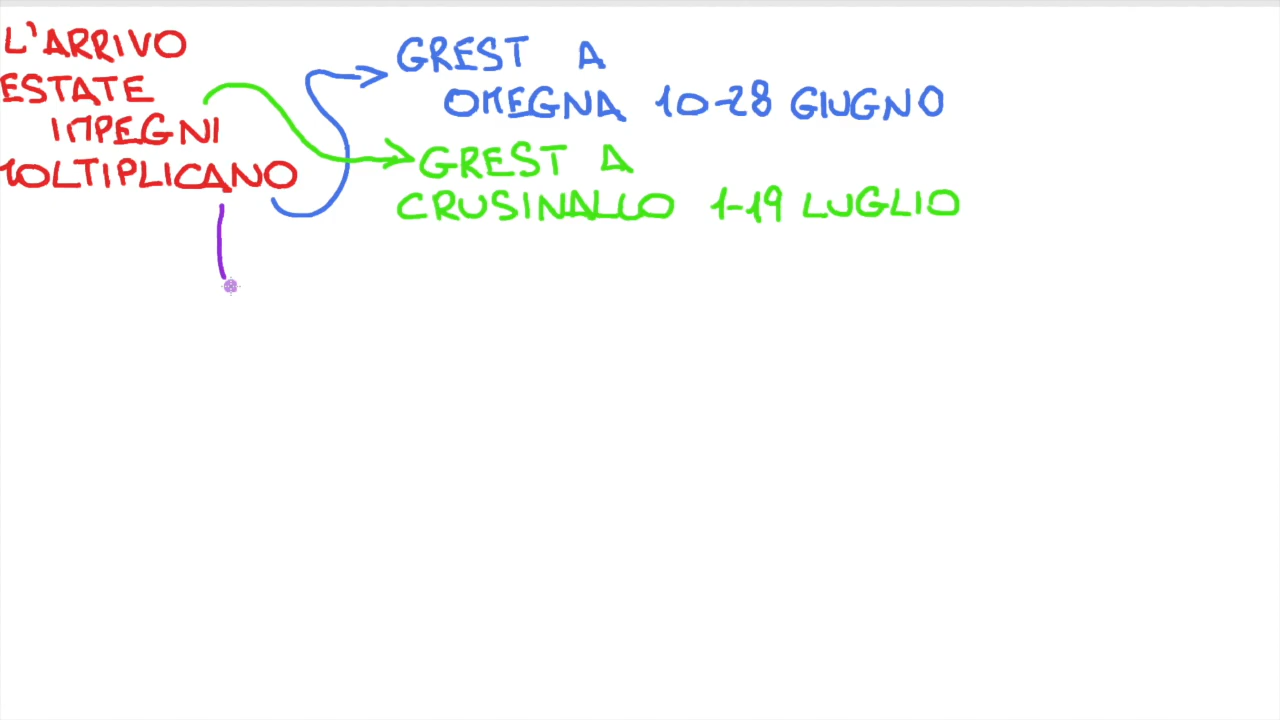 L'ARRIVO
ESTATE
IMPEGNI
MOLTIPLICANO
GREST A
OMEGNA 10-28 GIUGNO
GREST A
CRUSINALLO 1-19 LUGLIO